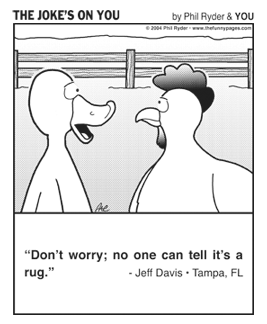 THE JOKE'S ON YOU by Phil Ryder & YOU
© 2004 Phil Ryder - www.thefunnypages.com
"Don't worry; no one can tell it's a
rug." - Jeff Davis • Tampa, FL